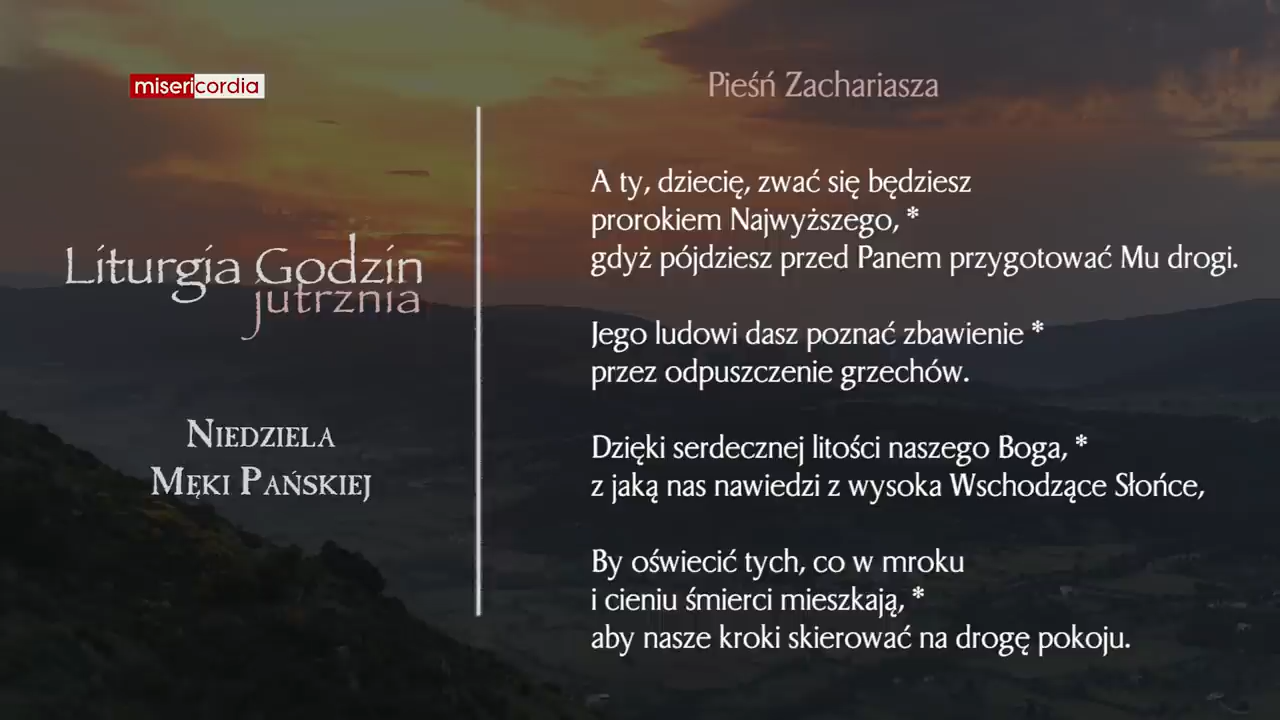 misericordia
Liturgia Godzin
jutrznia
Niedziela
Męki Pańskiej
Pieśń Zachariasza
A ty, dziecię, zwać się będziesz
prorokiem Najwyższego, *
gdyż pójdziesz przed Panem przygotować Mu drogi.
Jego ludowi dasz poznać zbawienie *
przez odpuszczenie grzechów.
Dzięki serdecznej litości naszego Boga, *
z jaką nas nawiedzi z wysoka Wschodzące Słońce,
By oświecić tych, co w mroku
i cieniu śmierci mieszkają, *
aby nasze kroki skierować na drogę pokoju.